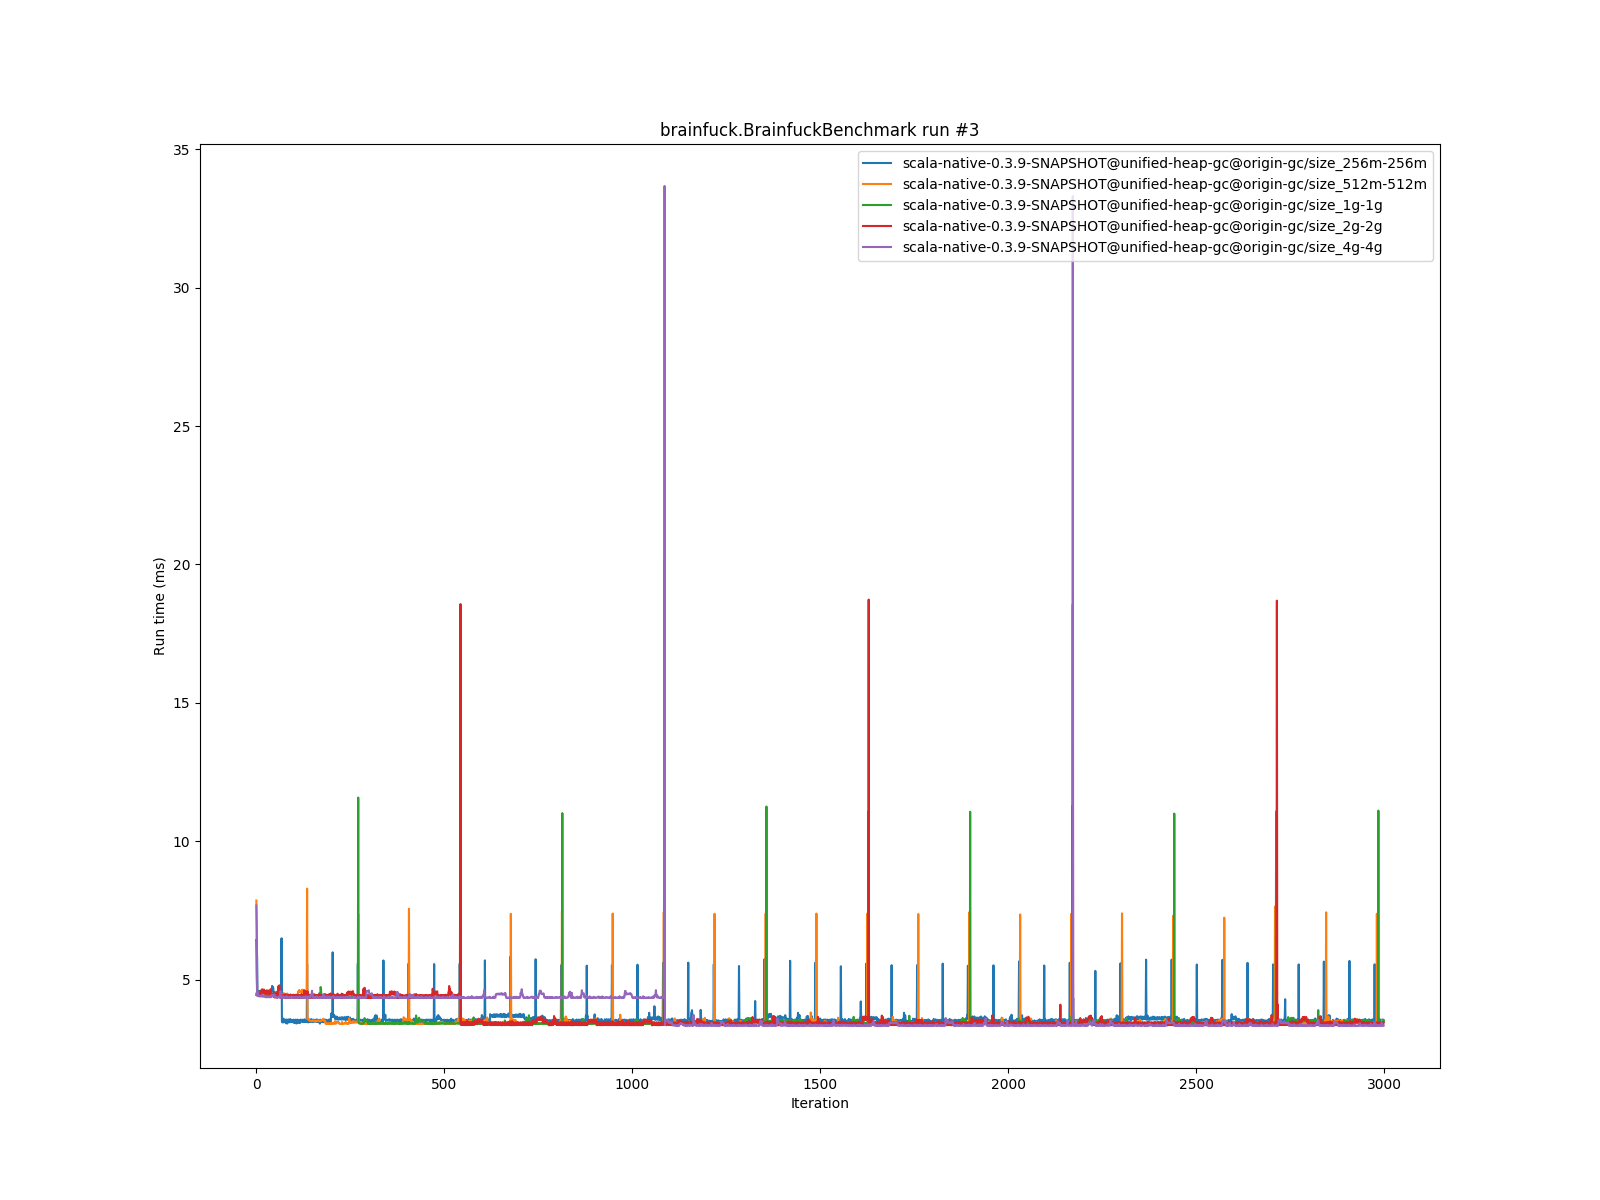 brainfuck.BrainfuckBenchmark run #3
scala-native-0.3.9-SNAPSHOT@unified-heap-gc@origin-gc/size_256m-256m
scala-native-0.3.9-SNAPSHOT@unified-heap-gc@origin-gc/size_512m-512m
scala-native-0.3.9-SNAPSHOT@unified-heap-gc@origin-gc/size_1g-1g
scala-native-0.3.9-SNAPSHOT@unified-heap-gc@origin-gc/size_2g-2g
scala-native-0.3.9-SNAPSHOT@unified-heap-gc@origin-gc/size_4g-4g
35
30
25
20
15
10
5
Run time (ms)
0 500 1000 1500 2000 2500 3000
Iteration